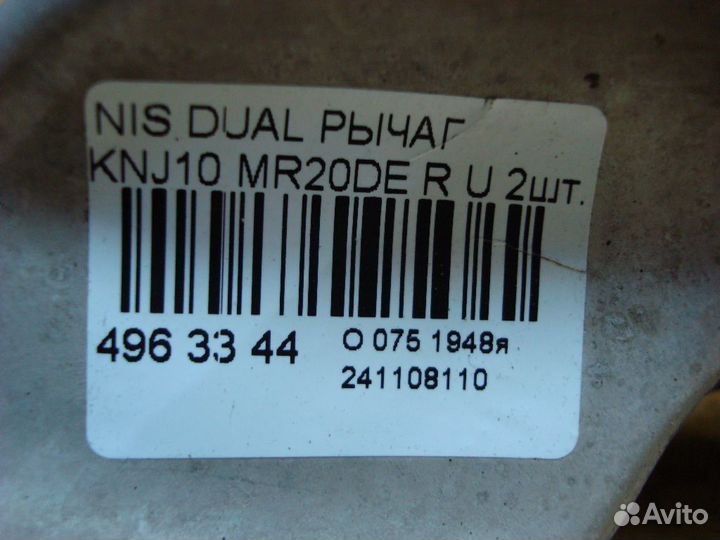 NIS DUAL РЫЧАГ
KNJ10 MR20DE R U 2шт.
496 33 44
O 075 1948я
241108110
Avito